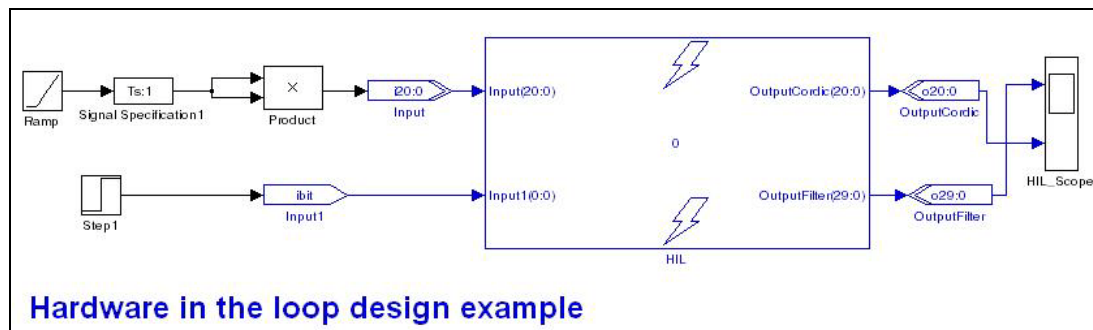 Ramp
Ts:1
Signal Specification1
×
Product
i20:0
Input
Step1
ibit
Input1
Input(20:0)
Input1(0:0)
0
OutputCordic(20:0)
OutputFilter(29:0)
HIL
o20:0
OutputCordic
o29:0
OutputFilter
HIL_Scope
Hardware in the loop design example